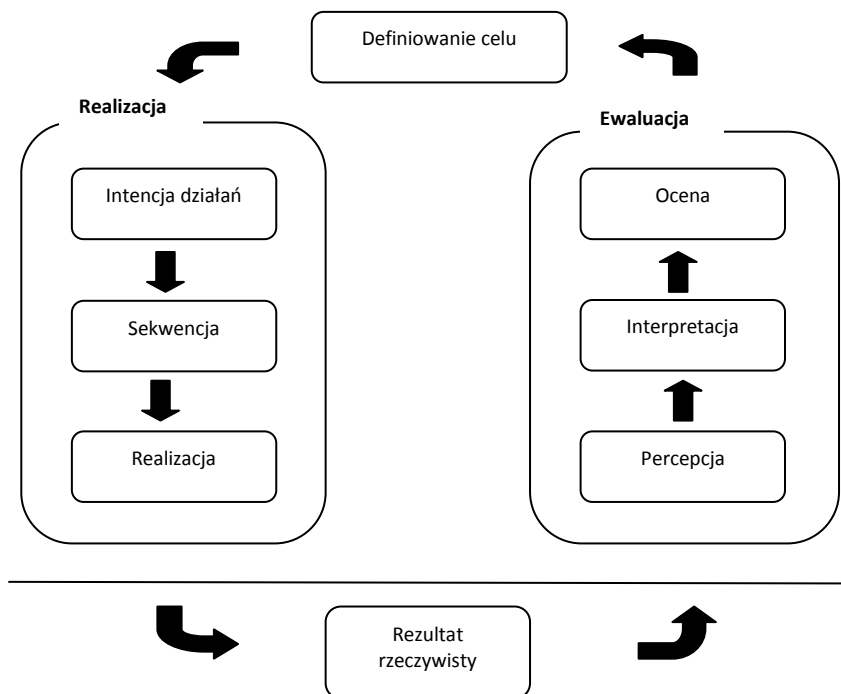 Definiowanie celu
Realizacja
Intencja działań
Sekwencja
Realizacja
Ewaluacja
Ocena
Interpretacja
Percepcja
Rezultat
rzeczywisty